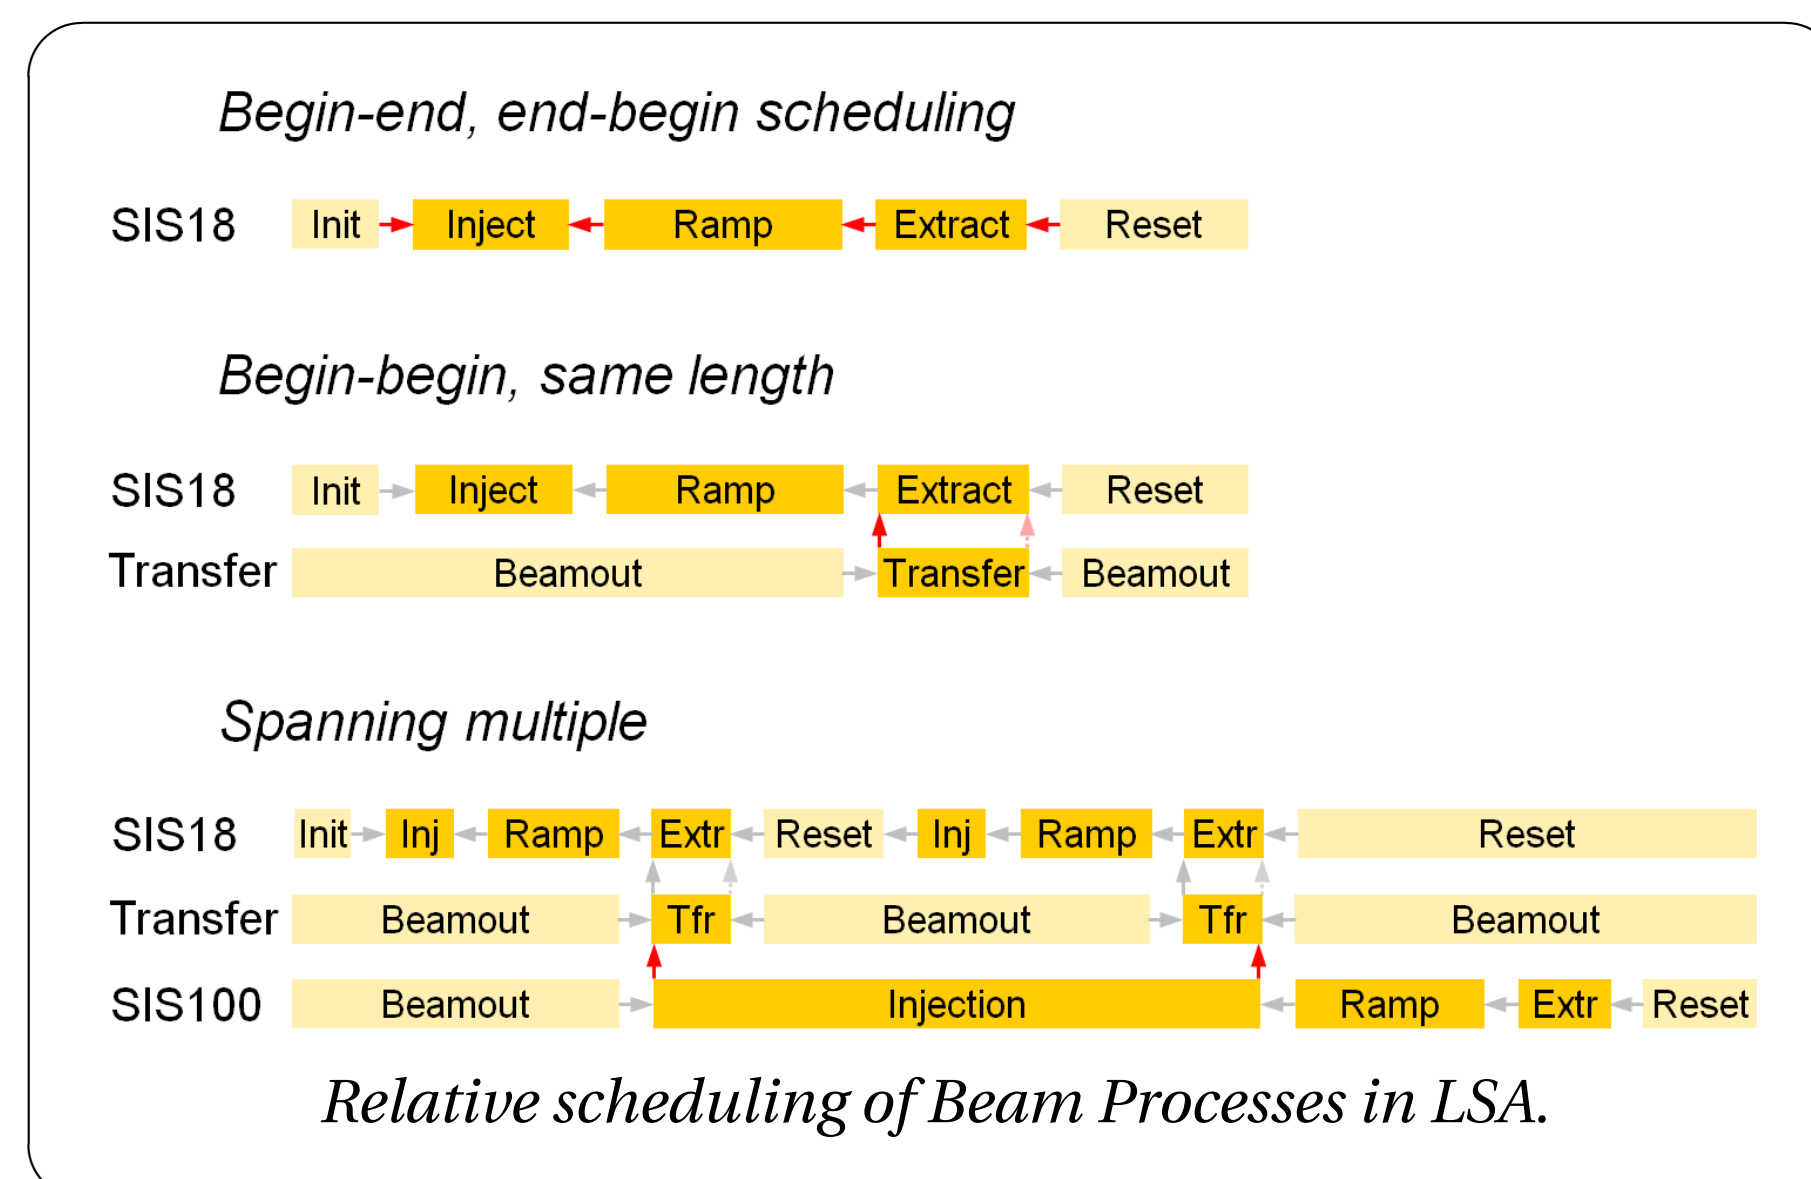 Begin-end, end-begin scheduling
SIS18 Init Inject Ramp Extract Reset
Begin-begin, same length
SIS18 Init Inject Ramp Extract Reset
Transfer Beamout Transfer Beamout
Spanning multiple
SIS18 Init Inj Ramp Extr Reset Inj Ramp Extr Reset
Transfer Beamout Tfr Beamout Tfr Beamout
SIS100 Beamout Injection Ramp Extr Reset
Relative scheduling of Beam Processes in LSA.